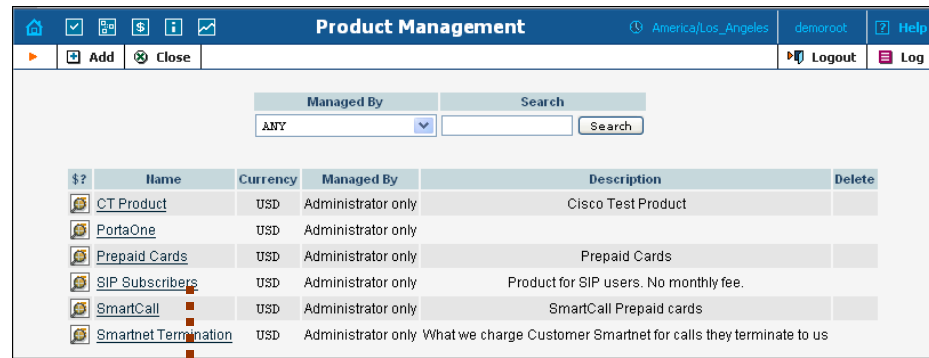 Product Management America/Los_Angeles demoroot ? Help
Add Close Logout Log
Managed By Search
ANY Search
$? Name Currency Managed By Description Delete
CT Product USD Administrator only Cisco Test Product
PortaOne USD Administrator only
Prepaid Cards USD Administrator only Prepaid Cards
SIP Subscribers USD Administrator only Product for SIP users. No monthly fee.
SmartCall USD Administrator only SmartCall Prepaid cards
Smartnet Termination USD Administrator only What we charge Customer Smartnet for calls they terminate to us